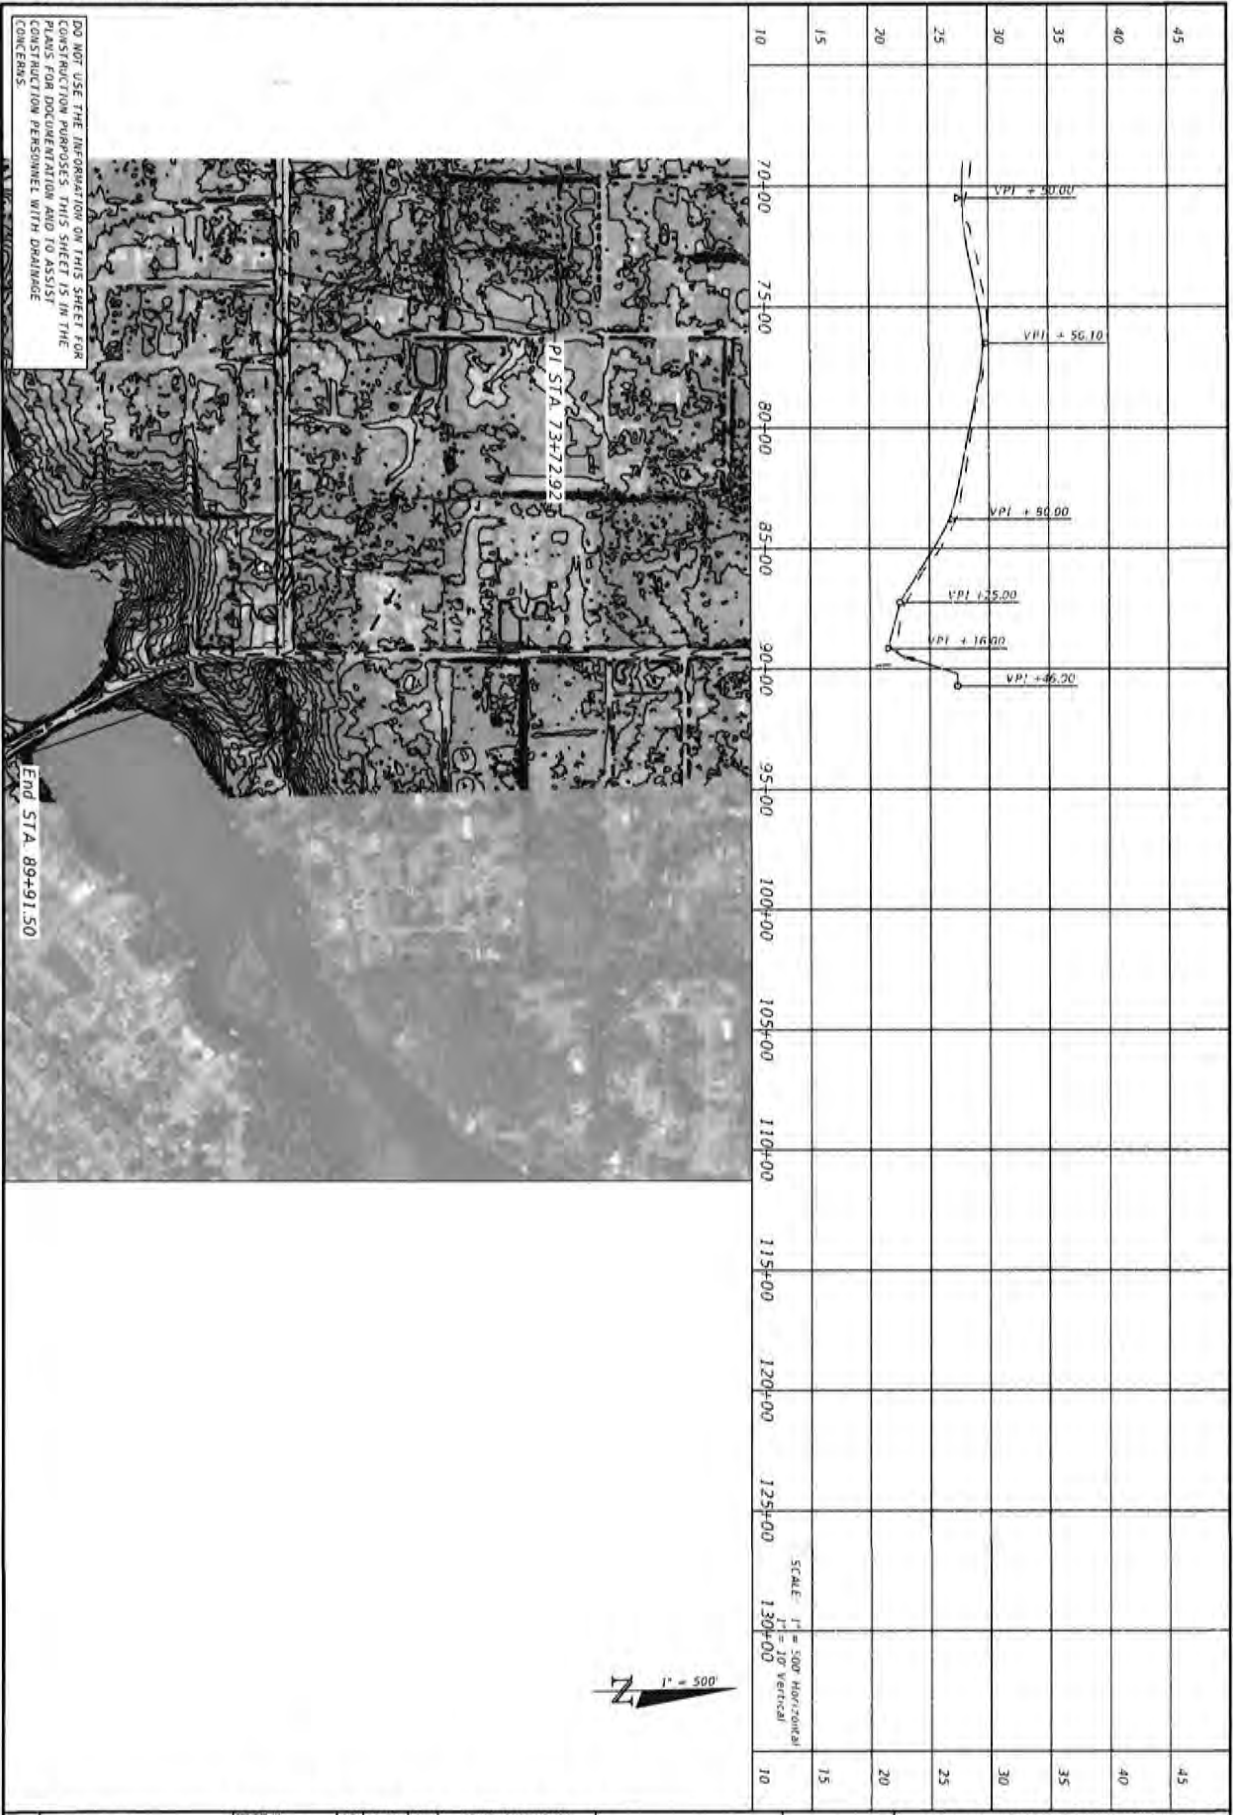 45
40
35
30
25
20
15
10
VPI + 50.00
VPI + 56.10
VPI + 50.00
VPI +25.00
VPI + 16.00
VPI +46.00
45
40
35
30
25
20
15
10
70+00
75+00
80+00
85+00
90+00
95+00
100+00
105+00
110+00
115+00
120+00
125+00
130+00
SCALE: 1" = 500' Horizontal
1" = 10' Vertical
1" = 500'
N
PI STA. 73+72.92
End STA. 89+91.50
DO NOT USE THE INFORMATION ON THIS SHEET FOR
CONSTRUCTION PURPOSES. THIS SHEET IS IN THE
PLANS FOR DOCUMENTATION AND TO ASSIST
CONSTRUCTION PERSONNEL WITH DRAINAGE
CONCERNS.